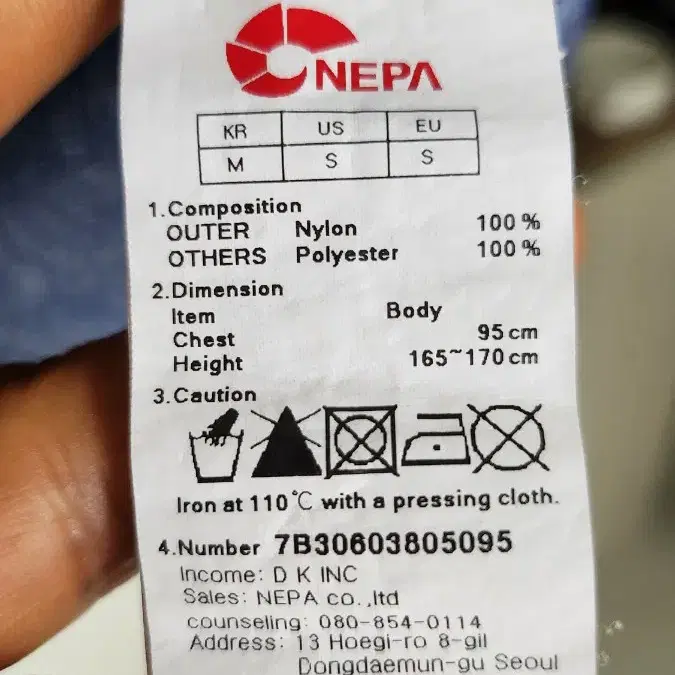 NEPA
KR US EU
M S S
1.Composition
OUTER Nylon 100 %
OTHERS Polyester 100 %
2.Dimension
Item Body
Chest 95 cm
Height 165~170 cm
3.Caution
Iron at 110℃ with a pressing cloth.
4.Number 7B30603805095
Income: D K INC
Sales: NEPA co.,ltd
counseling: 080-854-0114
Address: 13 Hoegi-ro 8-gil
Dongdaemun-gu Seoul